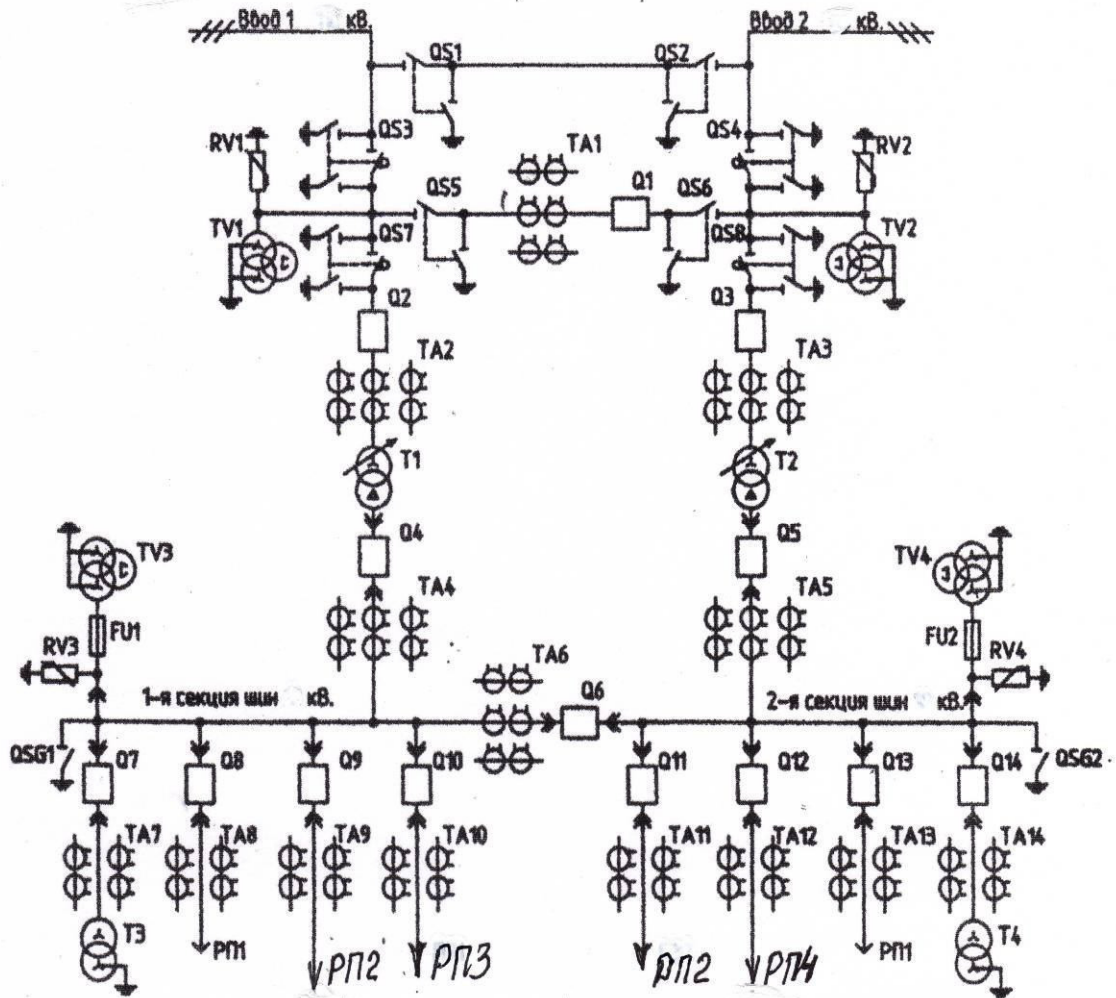 Ввод 1 кВ.
Ввод 2 кВ.
QS1
QS2
QS3
QS4
RV1
RV2
TA1
QS5
Q1
QS6
TV1
QS7
QS8
TV2
Q2
Q3
TA2
TA3
T1
T2
TV3
Q4
Q5
TV4
FU1
TA4
TA5
FU2
RV3
TA6
RV4
1-я секция шин кВ.
Q6
2-я секция шин кВ.
QSG1
Q7
Q8
Q9
Q10
Q11
Q12
Q13
Q14
QSG2
TA7
TA8
TA9
TA10
TA11
TA12
TA13
TA14
T3
РП1
РП2
РП3
РП2
РП4
РП1
T4